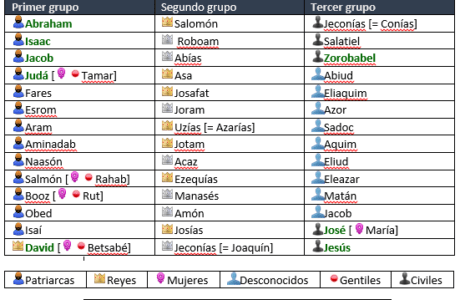 Primer grupo Segundo grupo Tercer grupo
Abraham Salomón Jeconías [= Conías]
Isaac Roboam Salatiel
Jacob Abías Zorobabel
Judá [ Tamar] Asa Abiud
Fares Josafat Eliaquim
Esrom Joram Azor
Aram Uzías [= Azarías] Sadoc
Aminadab Jotam Aquim
Naasón Acaz Eliud
Salmón [ Rahab] Ezequías Eleazar
Booz [ Rut] Manasés Matán
Obed Amón Jacob
Isaí Josías José [ María]
David [ Betsabé] Jeconías [= Joaquín] Jesús
Patriarcas Reyes Mujeres Desconocidos Gentiles Civiles